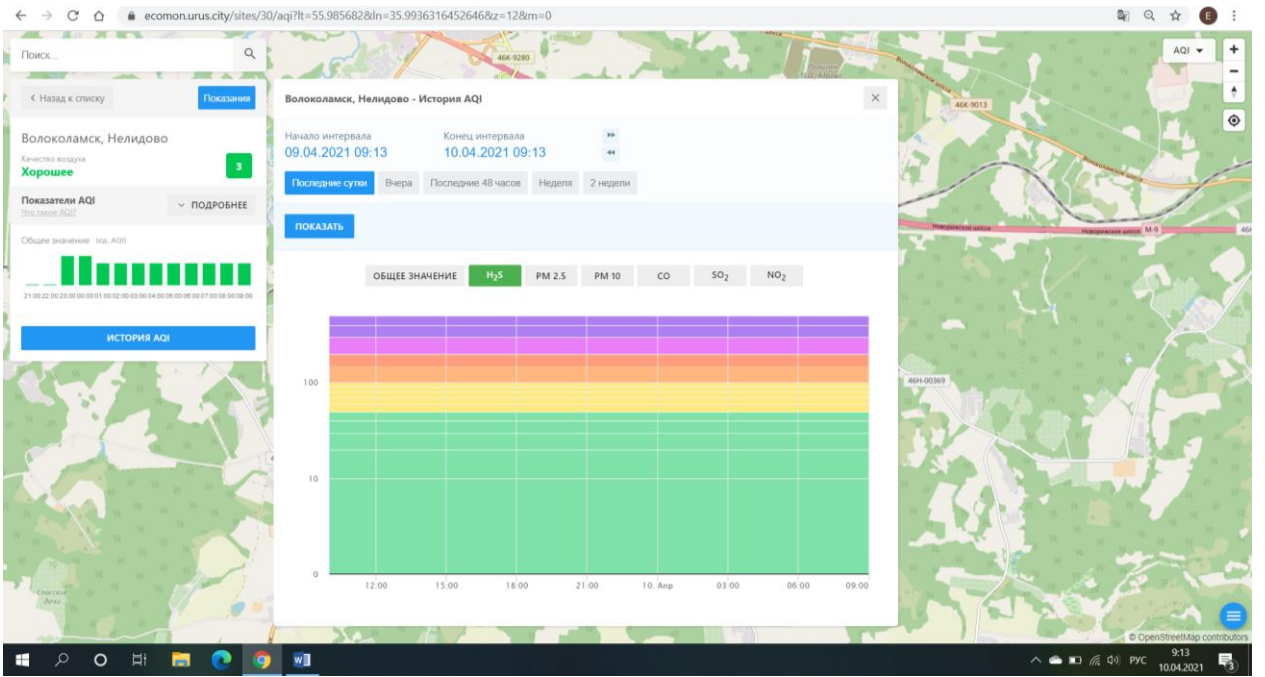 ecomon.urus.city/sites/30/aqi?lt=55.985682&ln=35.9936316452646&z=12&m=0
E
Поиск...
46K-9280
AQI
< Назад к списку
Показания
Волоколамск, Нелидово
Качество воздуха
Хорошее
3
Показатели AQI
Что такое AQI?
ПОДРОБНЕЕ
Общее значение
ИСТОРИЯ AQI
Волоколамск, Нелидово - История AQI
Начало интервала
Конец интервала
09.04.2021 09:13
10.04.2021 09:13
Последние сутки
Вчера
Последние 48 часов
Неделя
2 недели
ПОКАЗАТЬ
ОБЩЕЕ ЗНАЧЕНИЕ
H₂S
PM 2.5
PM 10
CO
SO₂
NO₂
100
10
0
12:00 15:00 18:00 21:00 10. Апр 03:00 06:00 09:00
46K-9013
Волоколамское шоссе
Новорижское шоссе
Новорижское шоссе
М-9
46Н-00369
© OpenStreetMap contributors
W
РУС
9:13
10.04.2021
3